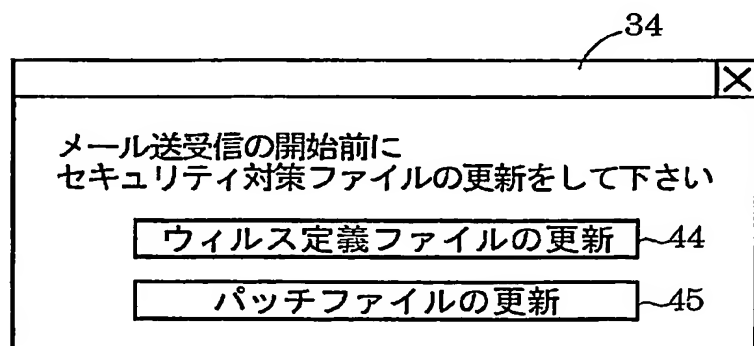 34
メール送受信の開始前に
セキュリティ対策ファイルの更新をして下さい
ウィルス定義ファイルの更新 44
パッチファイルの更新 45